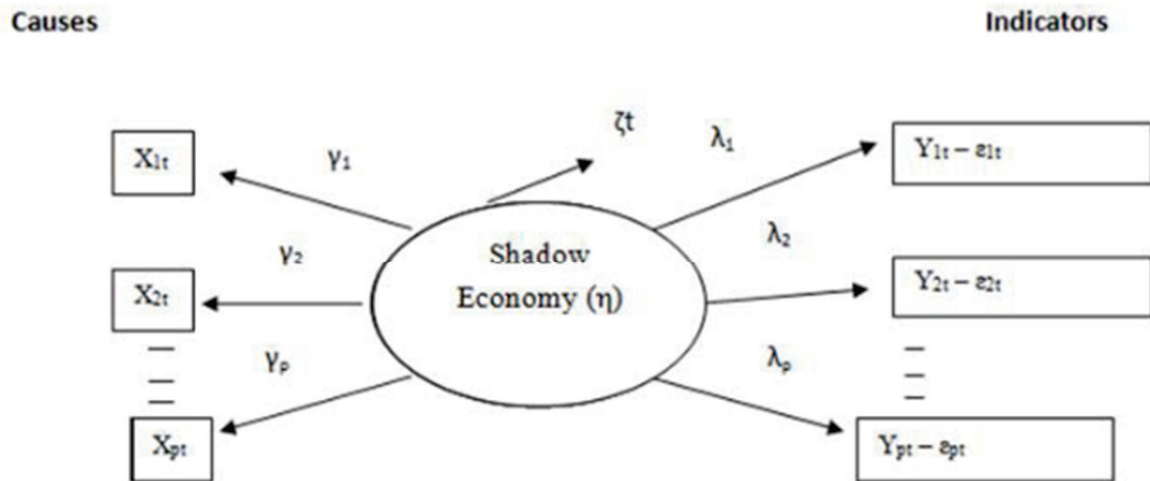 Causes
Indicators
ζt
λ₁
X₁ₜ
γ₁
Y₁ₜ – ε₁ₜ
λ₂
γ₂
Shadow
X₂ₜ
Economy (η)
Y₂ₜ – ε₂ₜ
γₚ
λₚ
Xₚₜ
Yₚₜ – εₚₜ